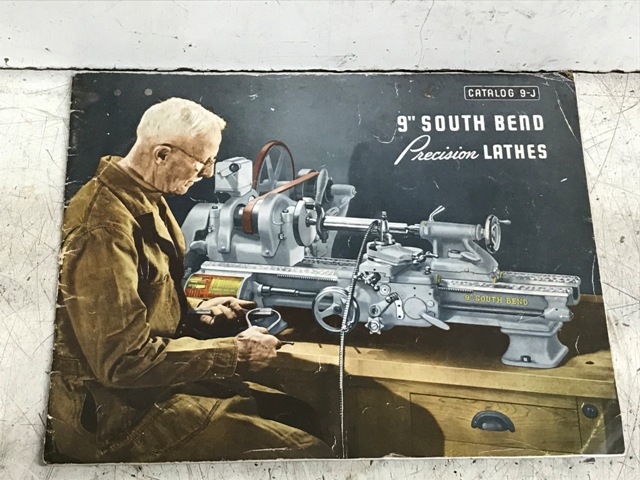 CATALOG 9-J
9" SOUTH BEND
Precision LATHES
9" SOUTH BEND